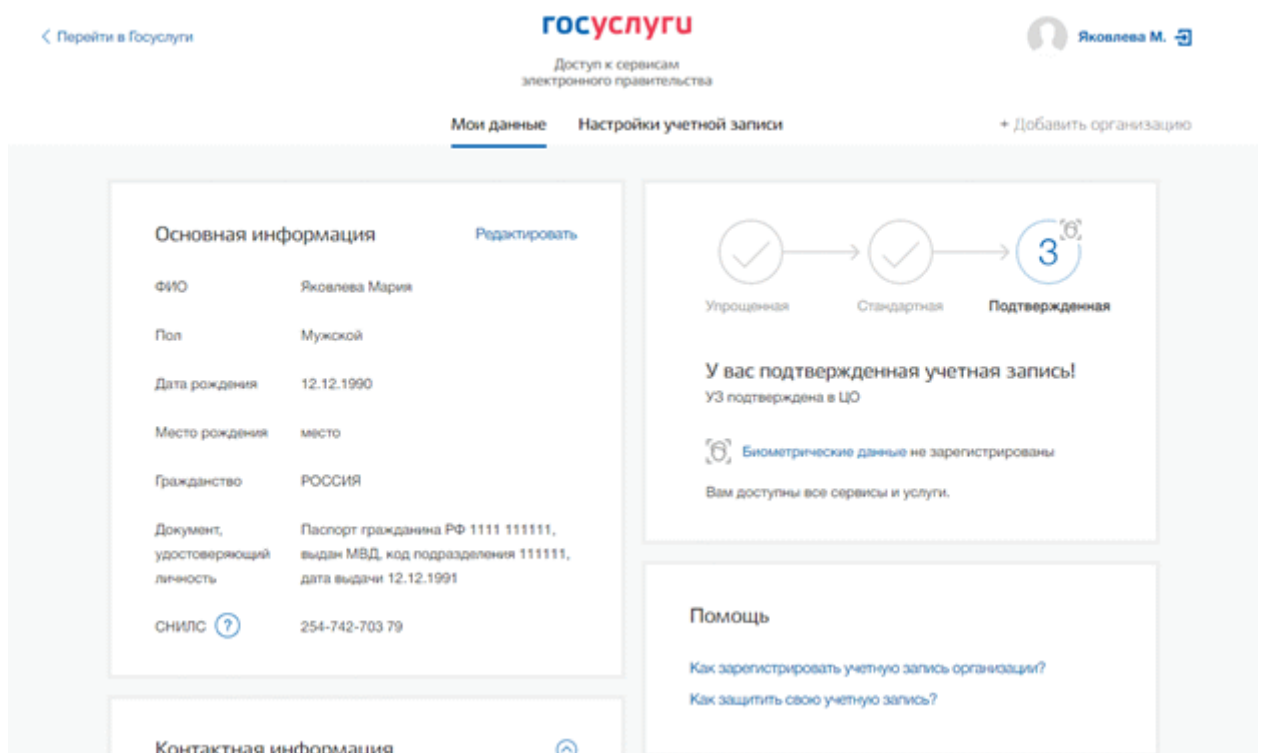 Перейти в Госуслуги
госуслуги
Яковлева М.
Доступ к сервисам
электронного правительства
Мои данные
Настройки учетной записи
+ Добавить организацию
Основная информация
Редактировать
ФИО
Яковлева Мария
Пол
Мужской
Дата рождения
12.12.1990
Место рождения
место
Гражданство
РОССИЯ
Документ,
удостоверяющий
личность
Паспорт гражданина РФ 1111 111111,
выдан МВД, код подразделения 111111,
дата выдачи 12.12.1991
СНИЛС ?
254-742-703 79
Контактная информация
3
Упрощенная
Стандартная
Подтвержденная
У вас подтвержденная учетная запись!
УЗ подтверждена в ЦО
Биометрические данные не зарегистрированы
Вам доступны все сервисы и услуги.
Помощь
Как зарегистрировать учетную запись организации?
Как защитить свою учетную запись?